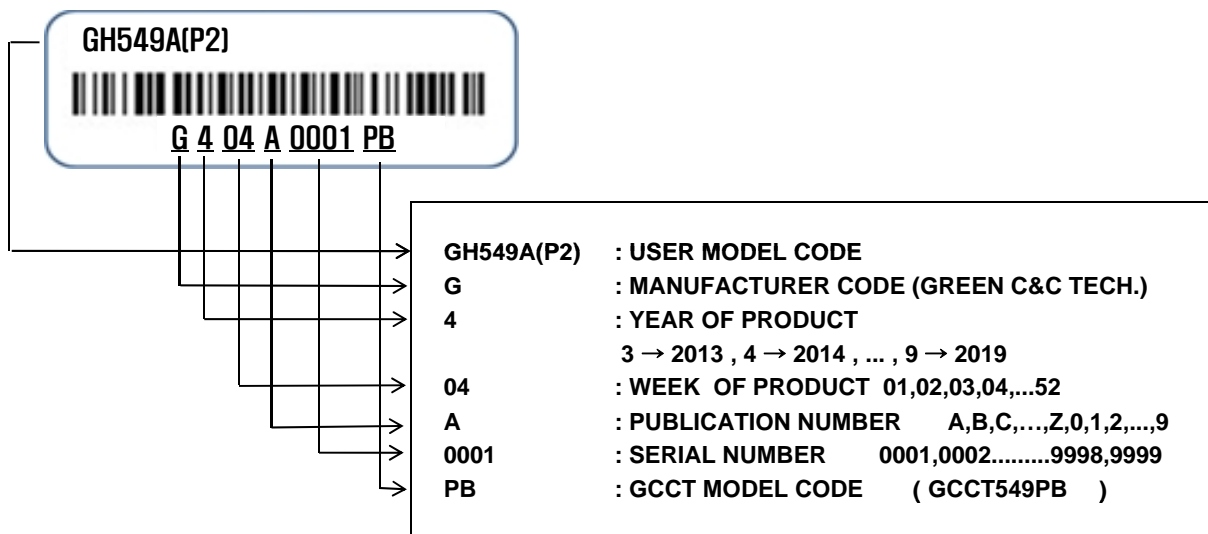 GH549A(P2)
G 4 04 A 0001 PB
GH549A(P2) : USER MODEL CODE
G : MANUFACTURER CODE (GREEN C&C TECH.)
4 : YEAR OF PRODUCT
3 → 2013 , 4 → 2014 , ... , 9 → 2019
04 : WEEK OF PRODUCT 01,02,03,04,...52
A : PUBLICATION NUMBER A,B,C,...,Z,0,1,2,...,9
0001 : SERIAL NUMBER 0001,0002.........9998,9999
PB : GCCT MODEL CODE ( GCCT549PB )